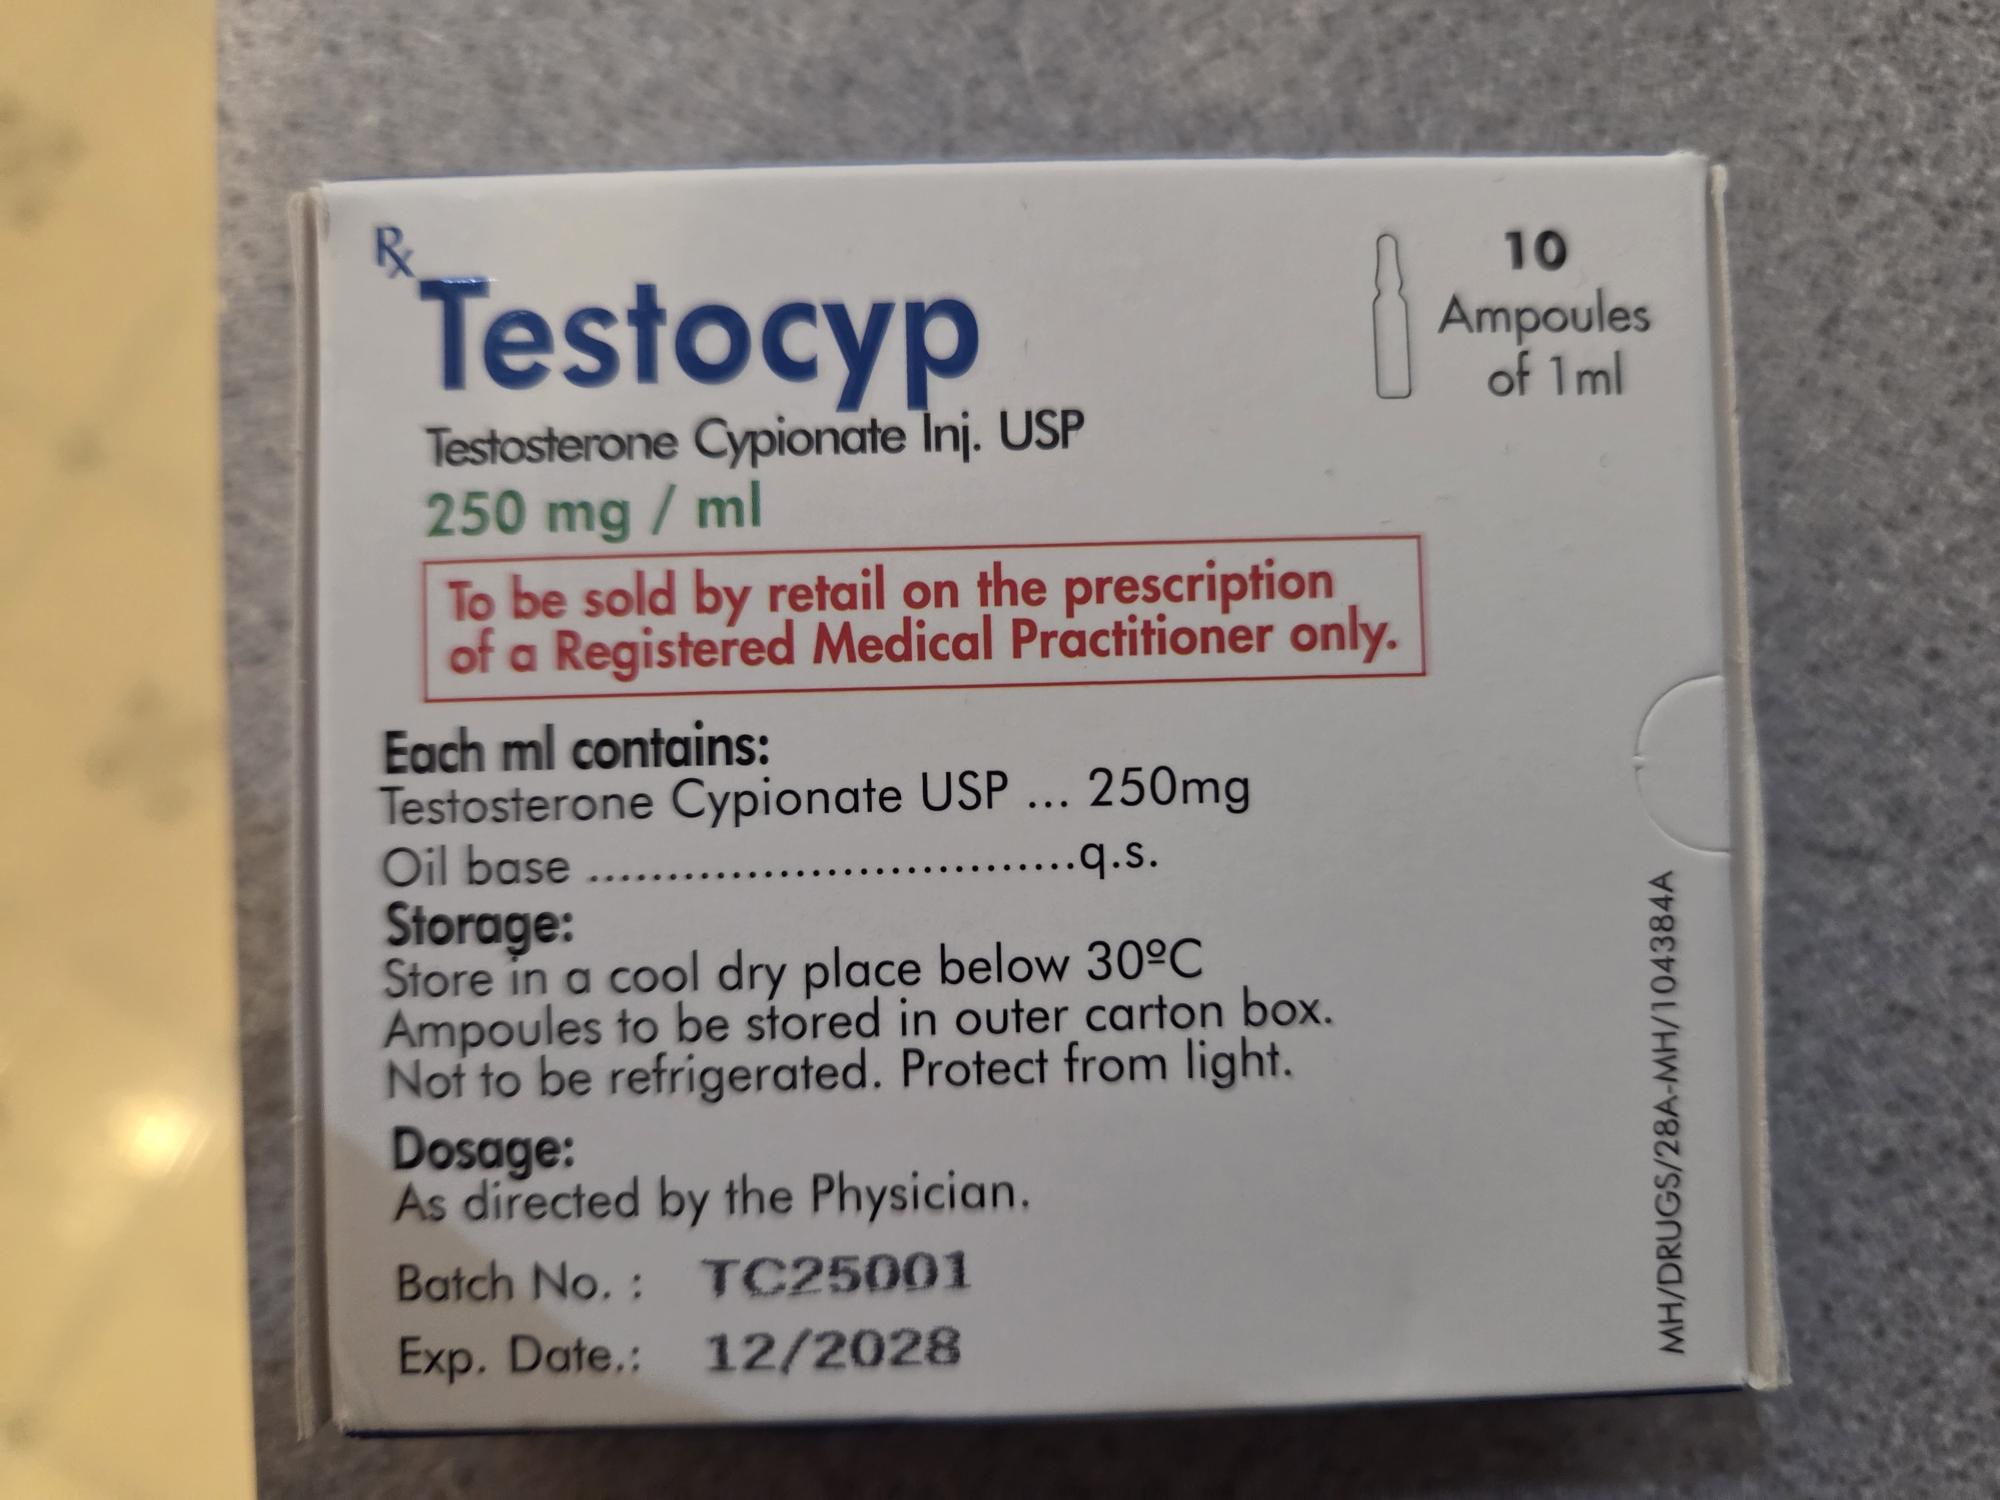 Rx
Testocyp
Testosterone Cypionate Inj. USP
250 mg / ml
10
Ampoules
of 1ml
To be sold by retail on the prescription
of a Registered Medical Practitioner only.
Each ml contains:
Testosterone Cypionate USP ... 250mg
Oil base .................................q.s.
Storage:
Store in a cool dry place below 30ºC
Ampoules to be stored in outer carton box.
Not to be refrigerated. Protect from light.
Dosage:
As directed by the Physician.
Batch No. : TC25001
Exp. Date.: 12/2028
MH/DRUGS/28A-MH/104384A